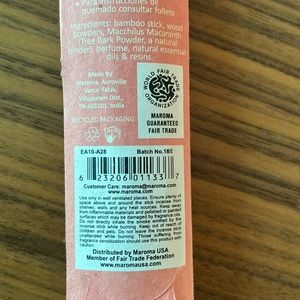 • Para instrucciones de
quemado consultar folleto
Ingredients: bamboo stick, wood
powders, Macchilus Macaranth
Tree Bark Powder, a natural
binder), perfume, natural essential
oils & resins
Made by
Maroma, Auroville
Vanur Taluk,
Villupuram Dist.,
TN-605101 India
RECYCLED PACKAGING
WORLD FAIR TRADE
ORGANIZATION
MAROMA
GUARANTEED
FAIR TRADE
EA10-A28 Batch No.18/I
6 23206 01133 7
Customer Care: maroma@maroma.com
www.maroma.com
Use only in well ventilated places. Ensure plenty of
space above and around the stick incense from
shelves, walls and any heat sources. Keep away
from inflammable materials and polished or painted
surfaces which may be damaged by fragrance oils.
Do not directly inhale the smoke emitted by the
incense stick while burning. Keep out of reach of
children and pets. Do not leave the incense sticks
unattended while burning. Those suffering from
fragrance sensitization should not use this product.
Distributed by Maroma USA
Member of Fair Trade Federation
www.maromausa.com